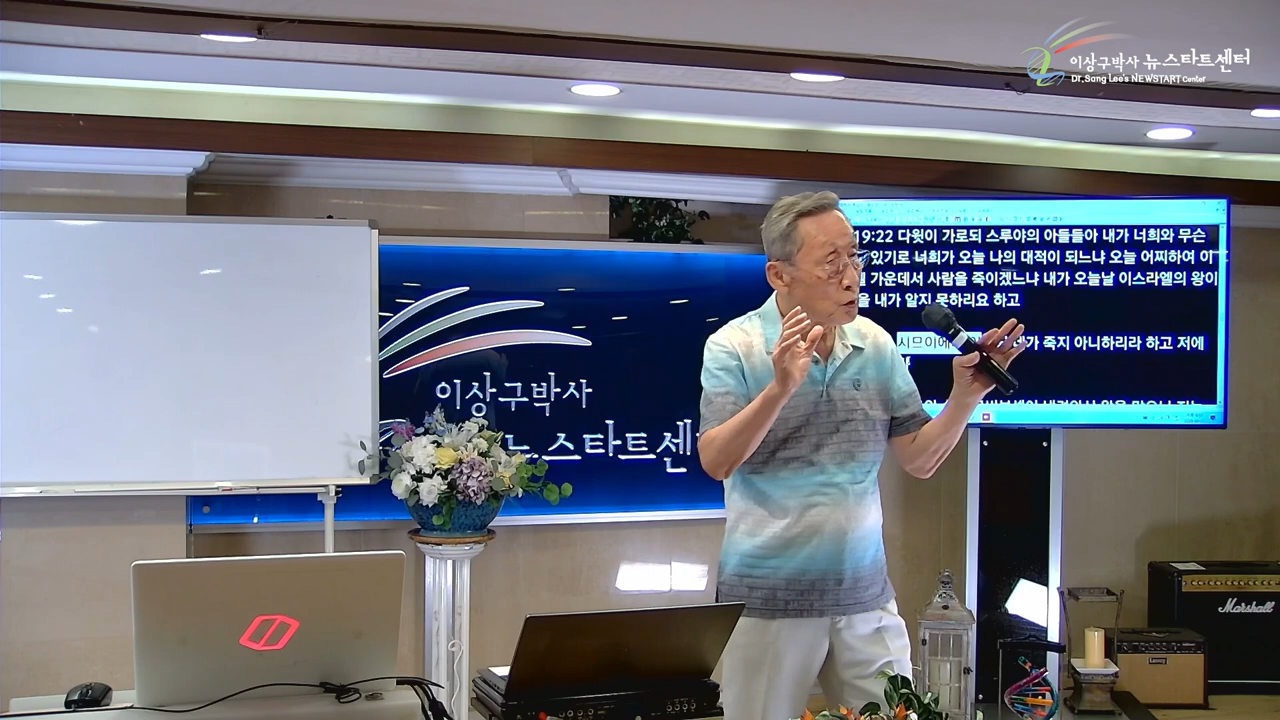 이상구박사 뉴스타트센터
Dr. Sang Lee's NEWSTART Center
19:22 다윗이 가로되 스루야의 아들들아 내가 너희와 무슨
있기로 너희가 오늘 나의 대적이 되느냐 오늘 어찌하여 이
가운데서 사람을 죽이겠느냐 내가 오늘날 이스라엘의 왕이
을 내가 알지 못하리요 하고
시므이에 가 죽지 아니하리라 하고 저에
이상구박사
뉴스타트센
Marshall
Laney